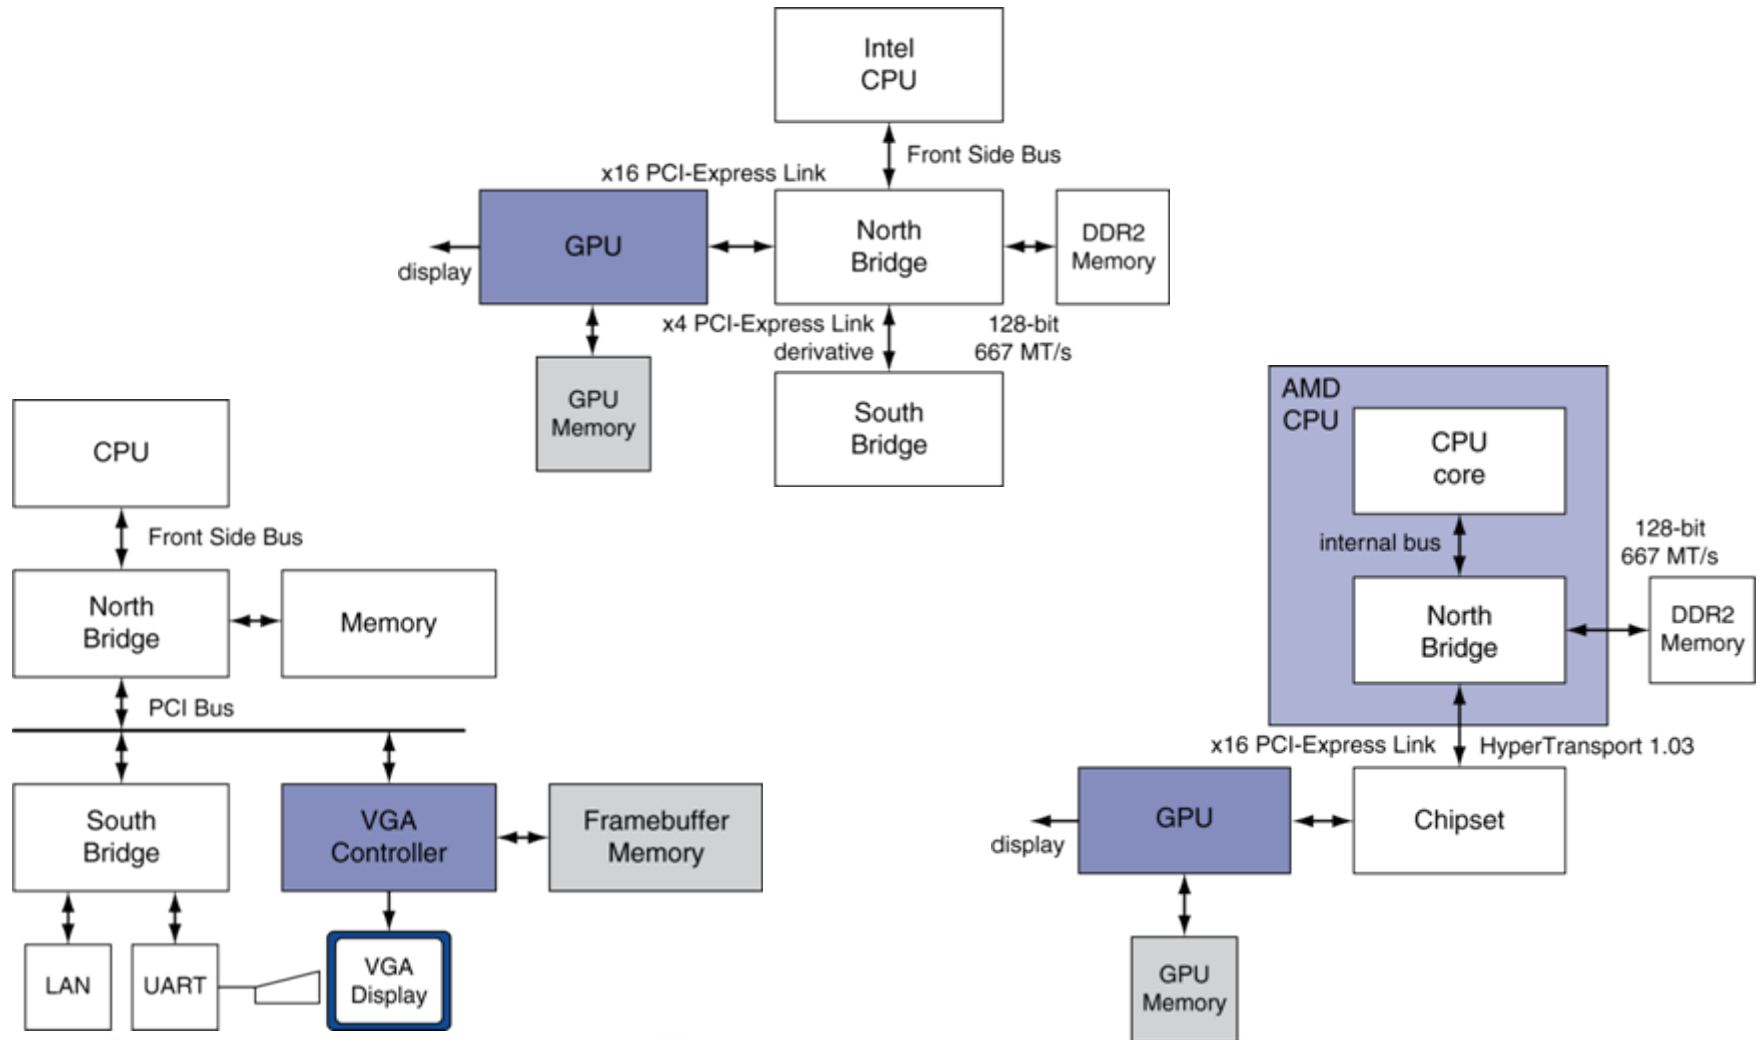 Intel
CPU
Front Side Bus
x16 PCI-Express Link
GPU
North
Bridge
DDR2
Memory
display
x4 PCI-Express Link
derivative
128-bit
667 MT/s
GPU
Memory
South
Bridge
CPU
Front Side Bus
North
Bridge
Memory
PCI Bus
South
Bridge
VGA
Controller
Framebuffer
Memory
LAN
UART
VGA
Display
AMD
CPU
CPU
core
internal bus
128-bit
667 MT/s
North
Bridge
DDR2
Memory
x16 PCI-Express Link
HyperTransport 1.03
GPU
Chipset
display
GPU
Memory